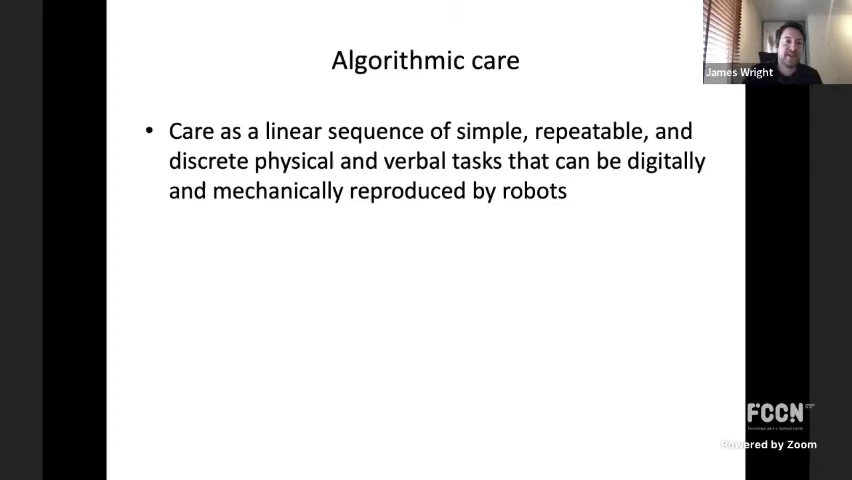 Algorithmic care
James Wright
• Care as a linear sequence of simple, repeatable, and
discrete physical and verbal tasks that can be digitally
and mechanically reproduced by robots
FCCN
Powered by Zoom